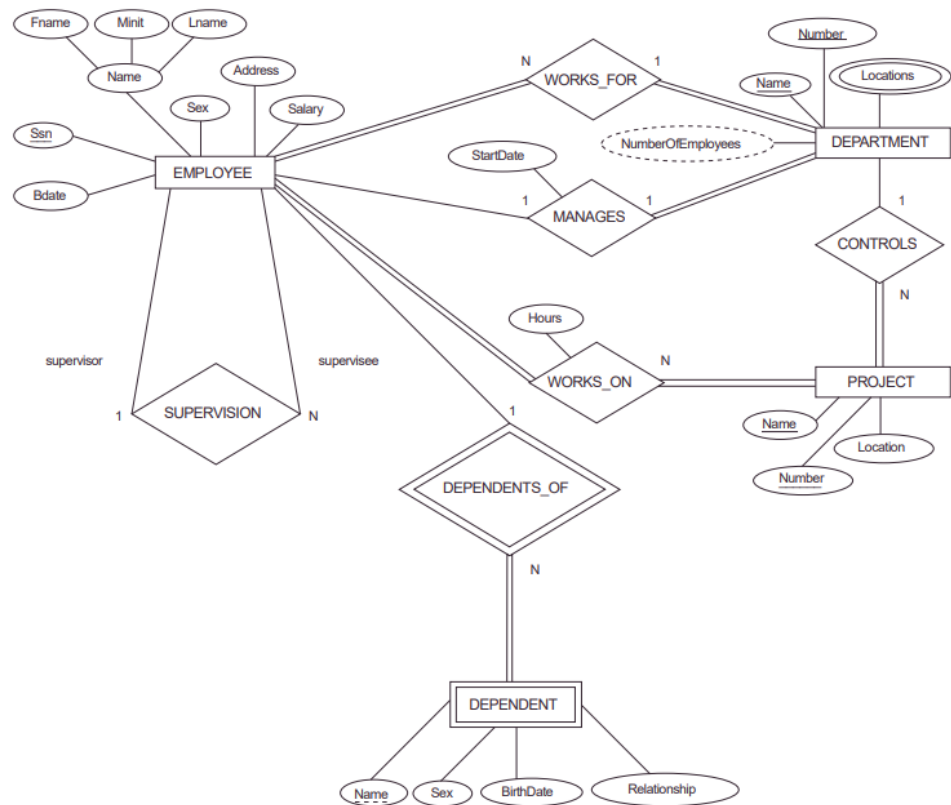 Fname
Minit
Lname
Name
Address
Sex
Salary
Ssn
Bdate
EMPLOYEE
N
WORKS_FOR
1
Number
Name
Locations
NumberOfEmployees
DEPARTMENT
StartDate
1
MANAGES
1
1
CONTROLS
N
supervisor
supervisee
1
SUPERVISION
N
Hours
WORKS_ON
N
PROJECT
Name
Number
Location
1
DEPENDENTS_OF
N
DEPENDENT
Name
Sex
BirthDate
Relationship